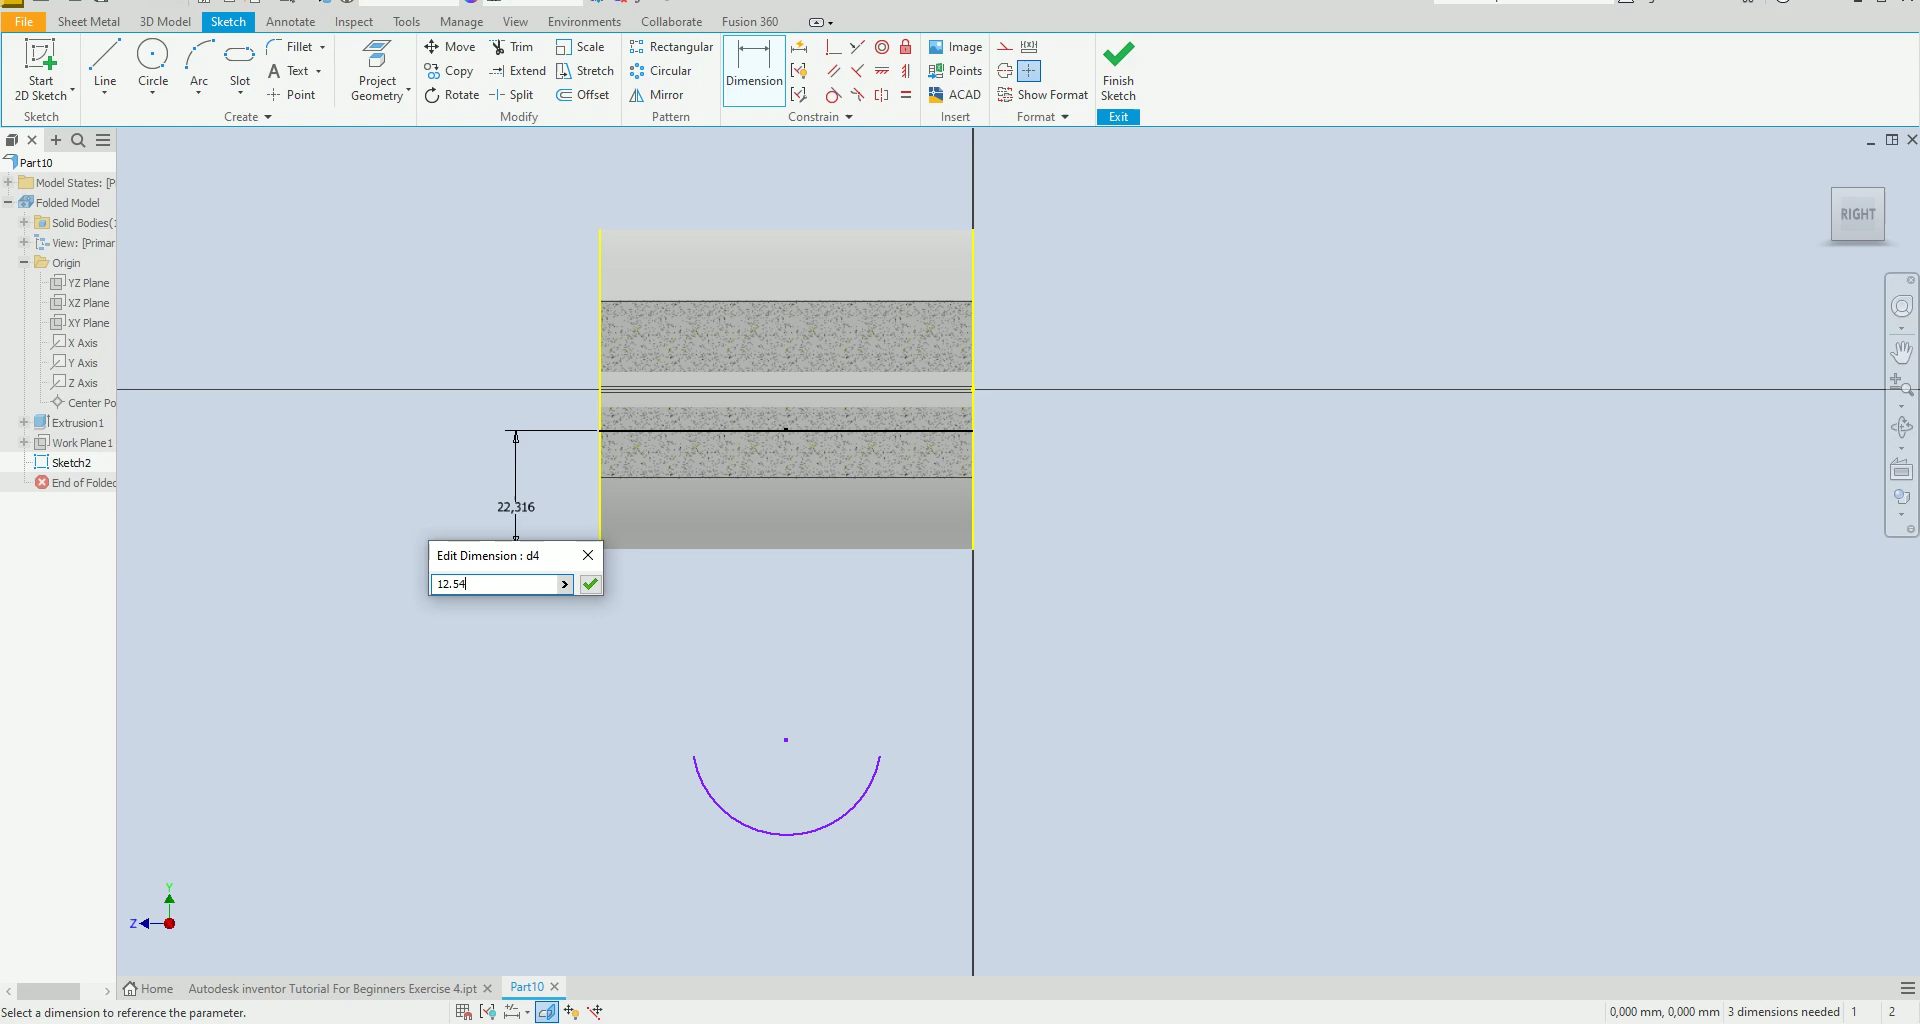 File Sheet Metal 3D Model Sketch Annotate Inspect Tools Manage View Environments Collaborate Fusion 360
Start
2D Sketch
Line
Circle
Arc
Slot
Fillet
Text
Point
Project
Geometry
Move
Copy
Rotate
Trim
Extend
Split
Scale
Stretch
Offset
Rectangular
Circular
Mirror
Dimension
Image
Points
ACAD
Show Format
Finish
Sketch
Sketch Create Modify Pattern Constrain Insert Format Exit
Part10
Model States: [P
Folded Model
Solid Bodies(1
View: [Primar
Origin
YZ Plane
XZ Plane
XY Plane
X Axis
Y Axis
Z Axis
Center Po
Extrusion1
Work Plane1
Sketch2
End of Folded
RIGHT
22,316
Edit Dimension : d4
12.54
Y
Z
Home Autodesk inventor Tutorial For Beginners Exercise 4.ipt Part10
Select a dimension to reference the parameter.
0,000 mm, 0,000 mm 3 dimensions needed 1 2